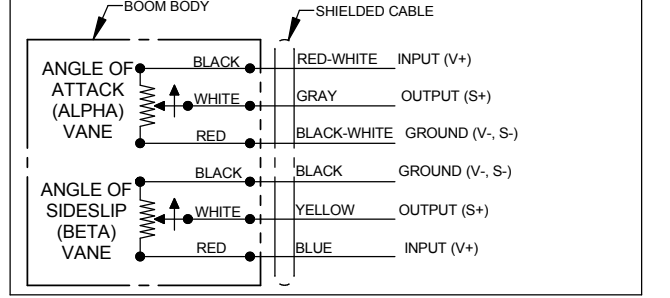 BOOM BODY
SHIELDED CABLE
ANGLE OF
ATTACK
(ALPHA)
VANE
BLACK RED-WHITE INPUT (V+)
WHITE GRAY OUTPUT (S+)
RED BLACK-WHITE GROUND (V-, S-)
ANGLE OF
SIDESLIP
(BETA)
VANE
BLACK BLACK GROUND (V-, S-)
WHITE YELLOW OUTPUT (S+)
RED BLUE INPUT (V+)